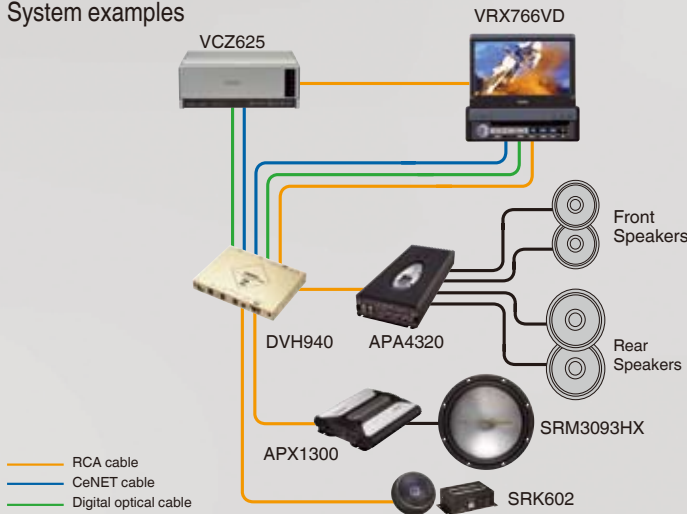 System examples
VCZ625
VRX766VD
Front
Speakers
DVH940
APA4320
Rear
Speakers
SRM3093HX
APX1300
RCA cable
CeNET cable
Digital optical cable
SRK602